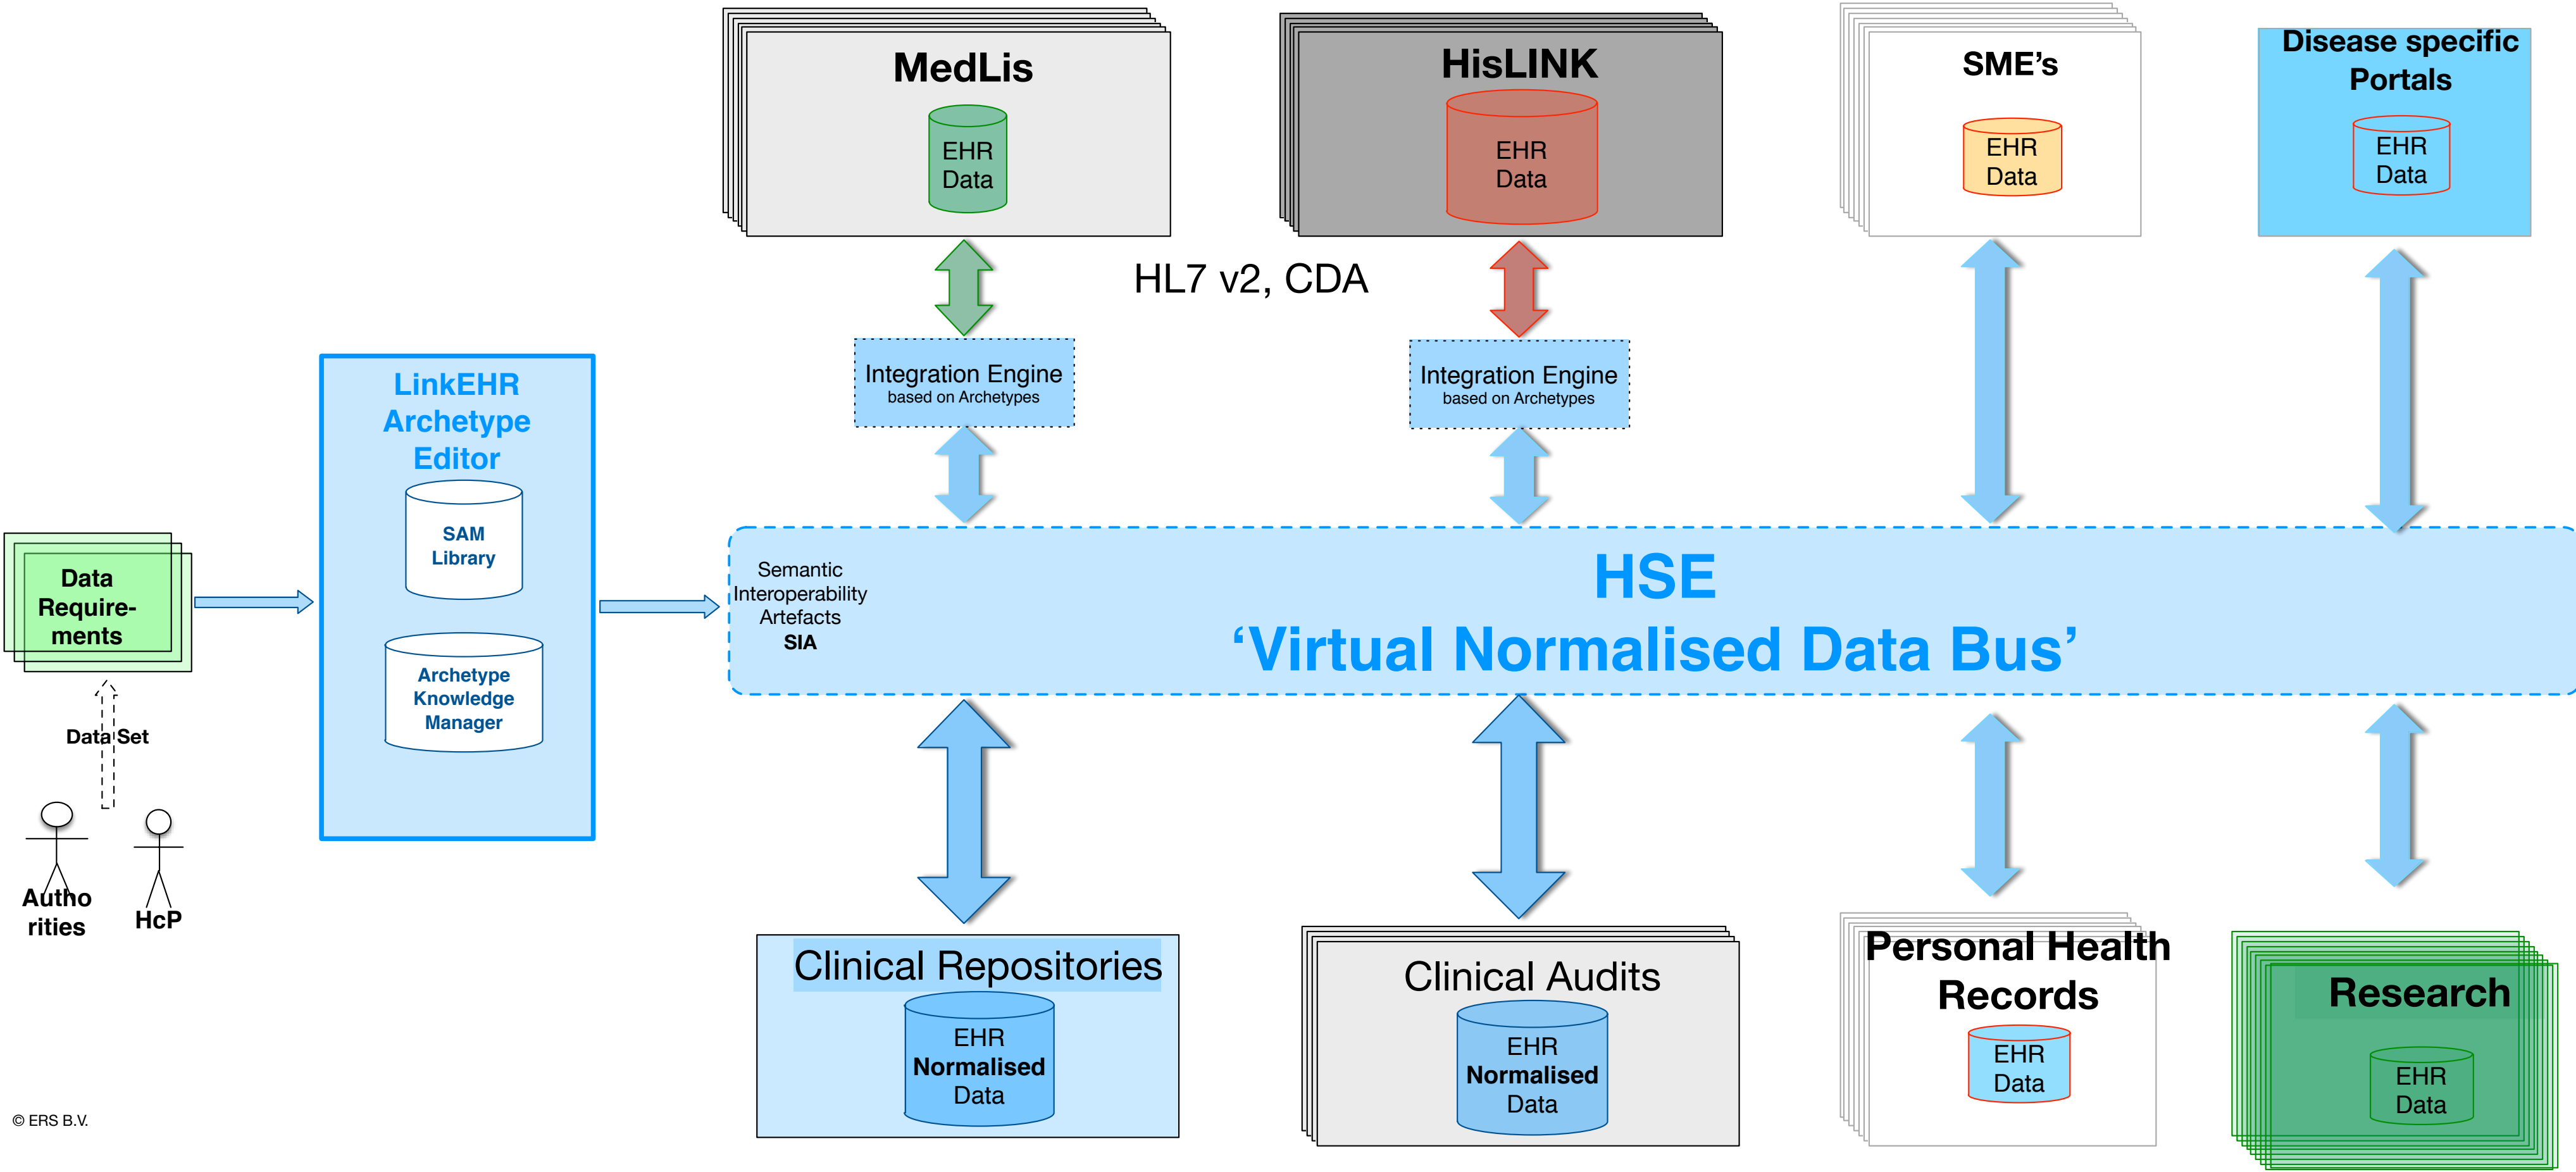 MedLis
EHR
Data
HisLINK
EHR
Data
SME’s
EHR
Data
Disease specific
Portals
EHR
Data
HL7 v2, CDA
Integration Engine
based on Archetypes
Integration Engine
based on Archetypes
LinkEHR
Archetype
Editor
SAM
Library
Archetype
Knowledge
Manager
Data
Require-
ments
Data Set
Autho
rities
HcP
Semantic
Interoperability
Artefacts
SIA
HSE
‘Virtual Normalised Data Bus’
Clinical Repositories
EHR
Normalised
Data
Clinical Audits
EHR
Normalised
Data
Personal Health
Records
EHR
Data
Research
EHR
Data
© ERS B.V.